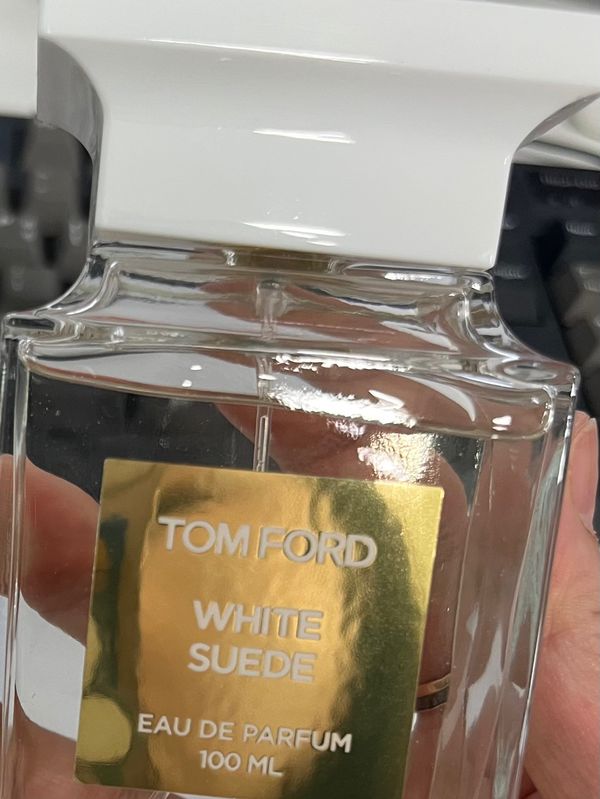 TOM FORD
WHITE
SUEDE
EAU DE PARFUM
100 ML